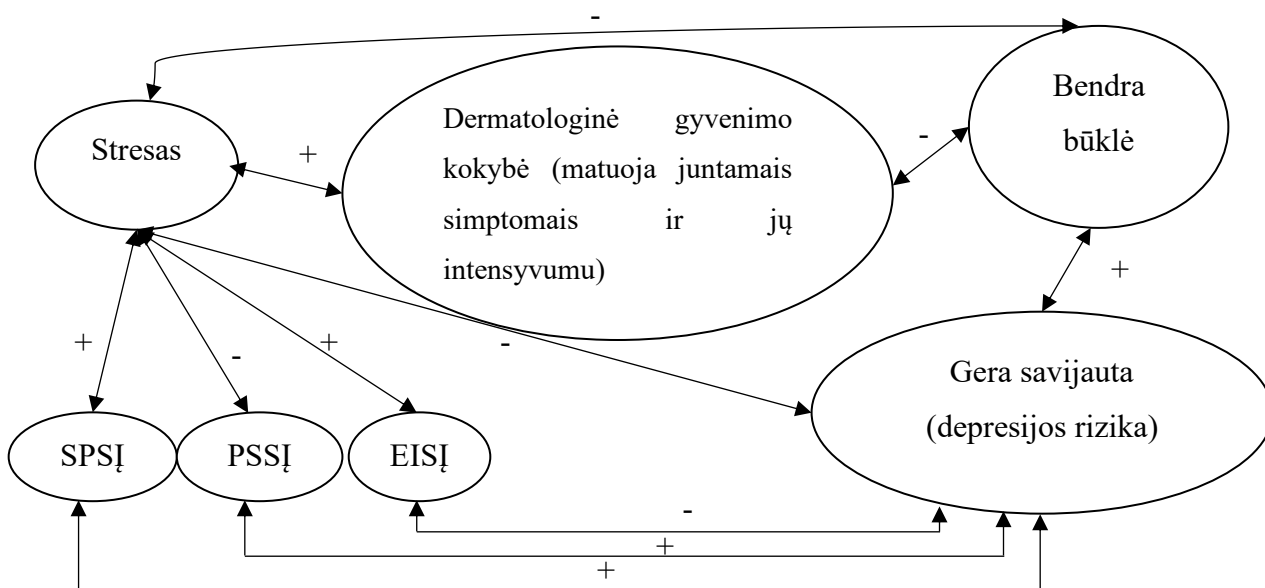 -
Bendra
būklė
Stresas
+
Dermatologinė gyvenimo
kokybė (matuoja juntamais
simptomais ir jų
intensyvumu)
-
+
+
-
+
-
Gera savijauta
(depresijos rizika)
SPSĮ
PSSĮ
EISĮ
-
+
+